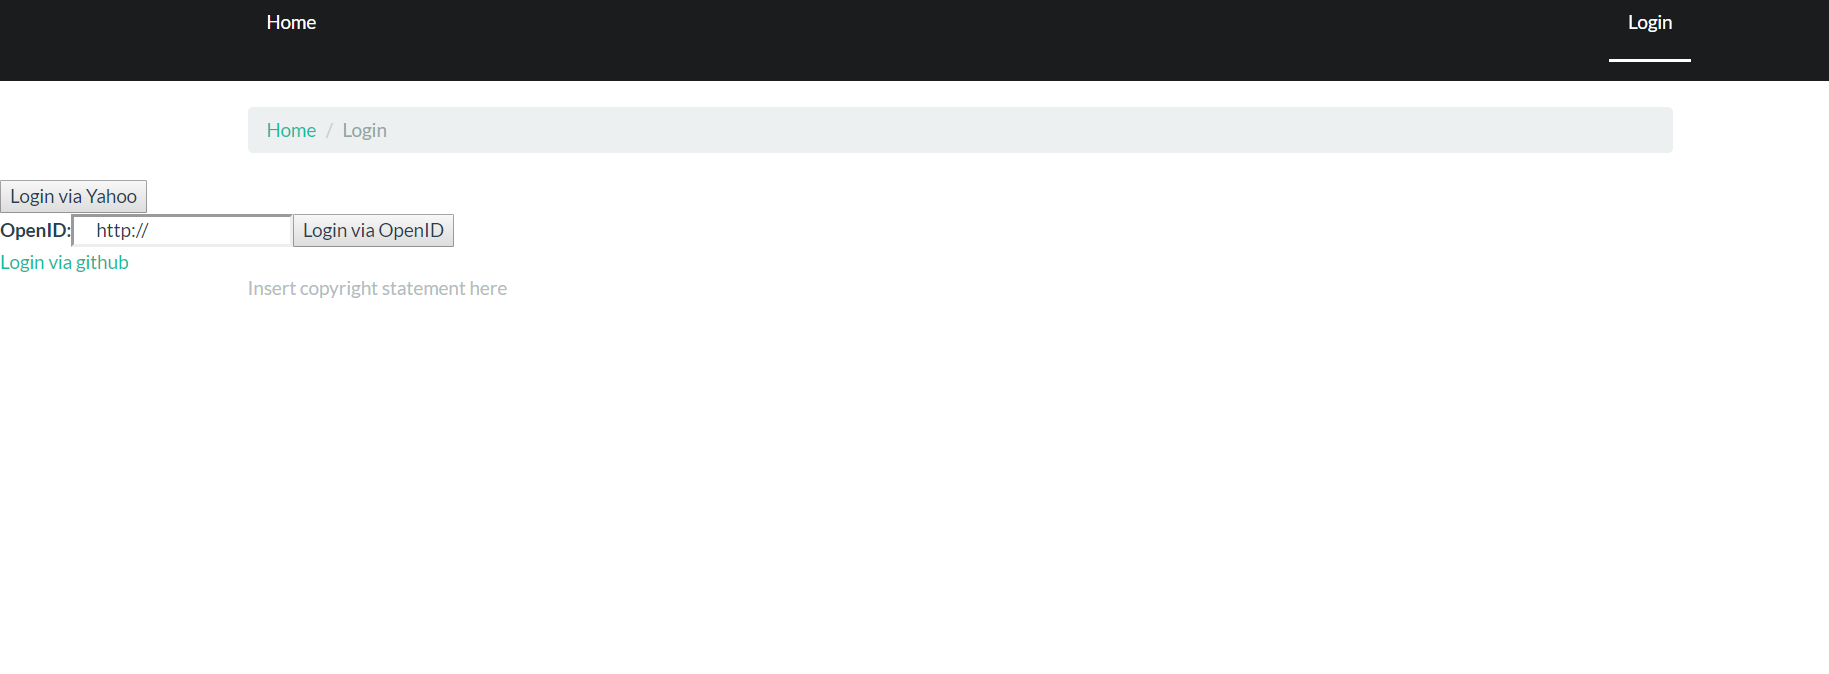 Home Login
Home / Login
Login via Yahoo
OpenID: http:// Login via OpenID
Login via github
Insert copyright statement here